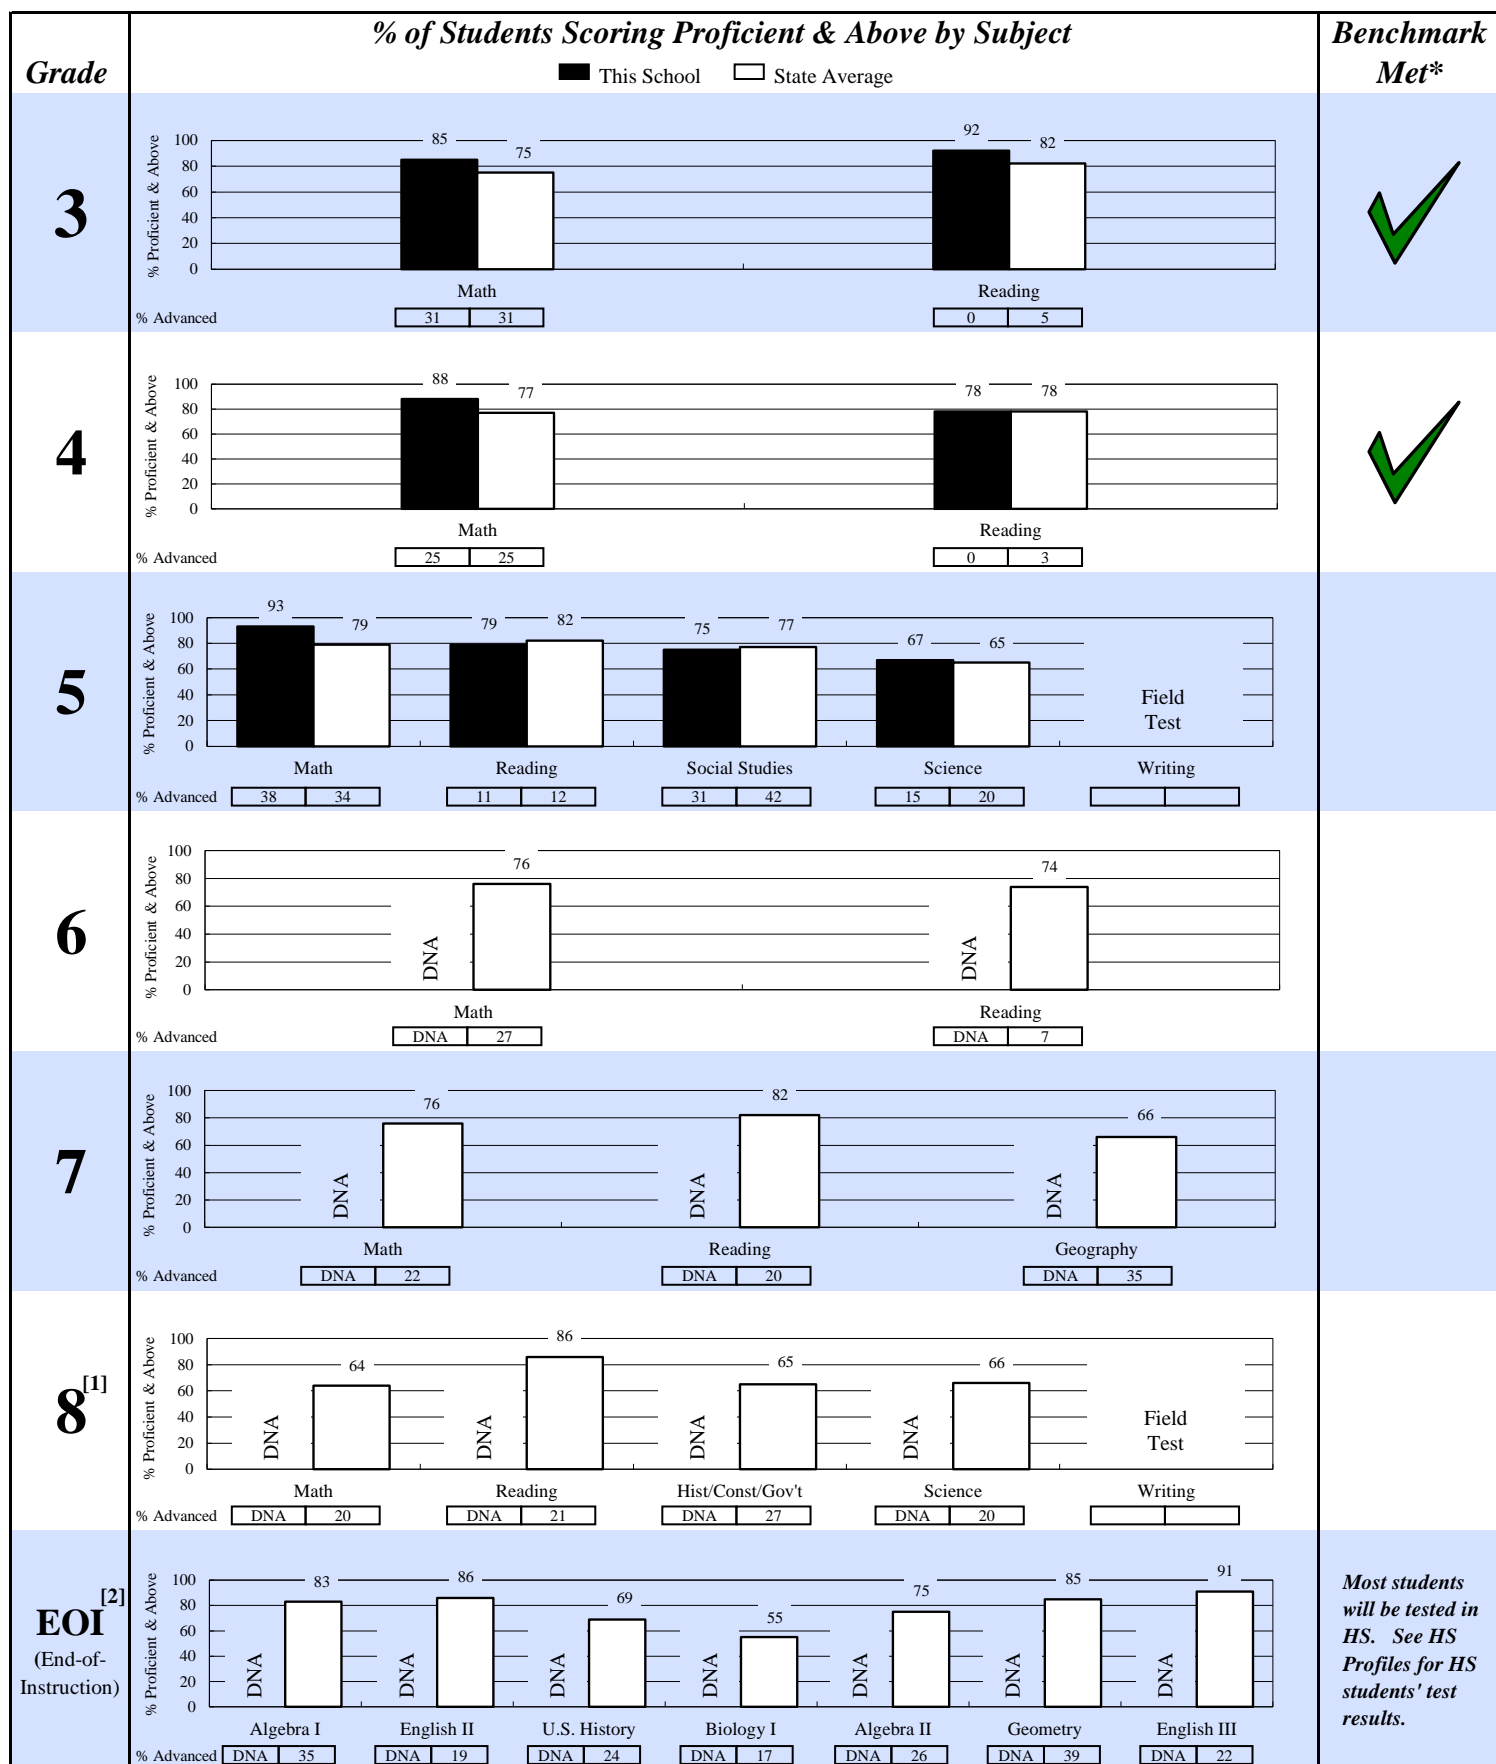 % of Students Scoring Proficient & Above by Subject
Benchmark
Met*
Grade
This School
State Average
3
% Proficient & Above
100
80
60
40
20
0
85
75
92
82
Math
Reading
% Advanced
31 31
0 5
4
% Proficient & Above
100
80
60
40
20
0
88
77
78
78
Math
Reading
% Advanced
25 25
0 3
5
% Proficient & Above
100
80
60
40
20
0
93
79
79
82
75
77
67
65
Field
Test
Math
Reading
Social Studies
Science
Writing
% Advanced
38 34
11 12
31 42
15 20
6
% Proficient & Above
100
80
60
40
20
0
DNA
76
DNA
74
Math
Reading
% Advanced
DNA 27
DNA 7
7
% Proficient & Above
100
80
60
40
20
0
DNA
76
DNA
82
DNA
66
Math
Reading
Geography
% Advanced
DNA 22
DNA 20
DNA 35
8[1]
% Proficient & Above
100
80
60
40
20
0
DNA
64
DNA
86
DNA
65
DNA
66
Field
Test
Math
Reading
Hist/Const/Gov't
Science
Writing
% Advanced
DNA 20
DNA 21
DNA 27
DNA 20
EOI[2]
(End-of-
Instruction)
% Proficient & Above
100
80
60
40
20
0
DNA
83
DNA
86
DNA
69
DNA
55
DNA
75
DNA
85
DNA
91
Algebra I
English II
U.S. History
Biology I
Algebra II
Geometry
English III
% Advanced
DNA 35
DNA 19
DNA 24
DNA 17
DNA 26
DNA 39
DNA 22
Most students
will be tested in
HS. See HS
Profiles for HS
students' test
results.